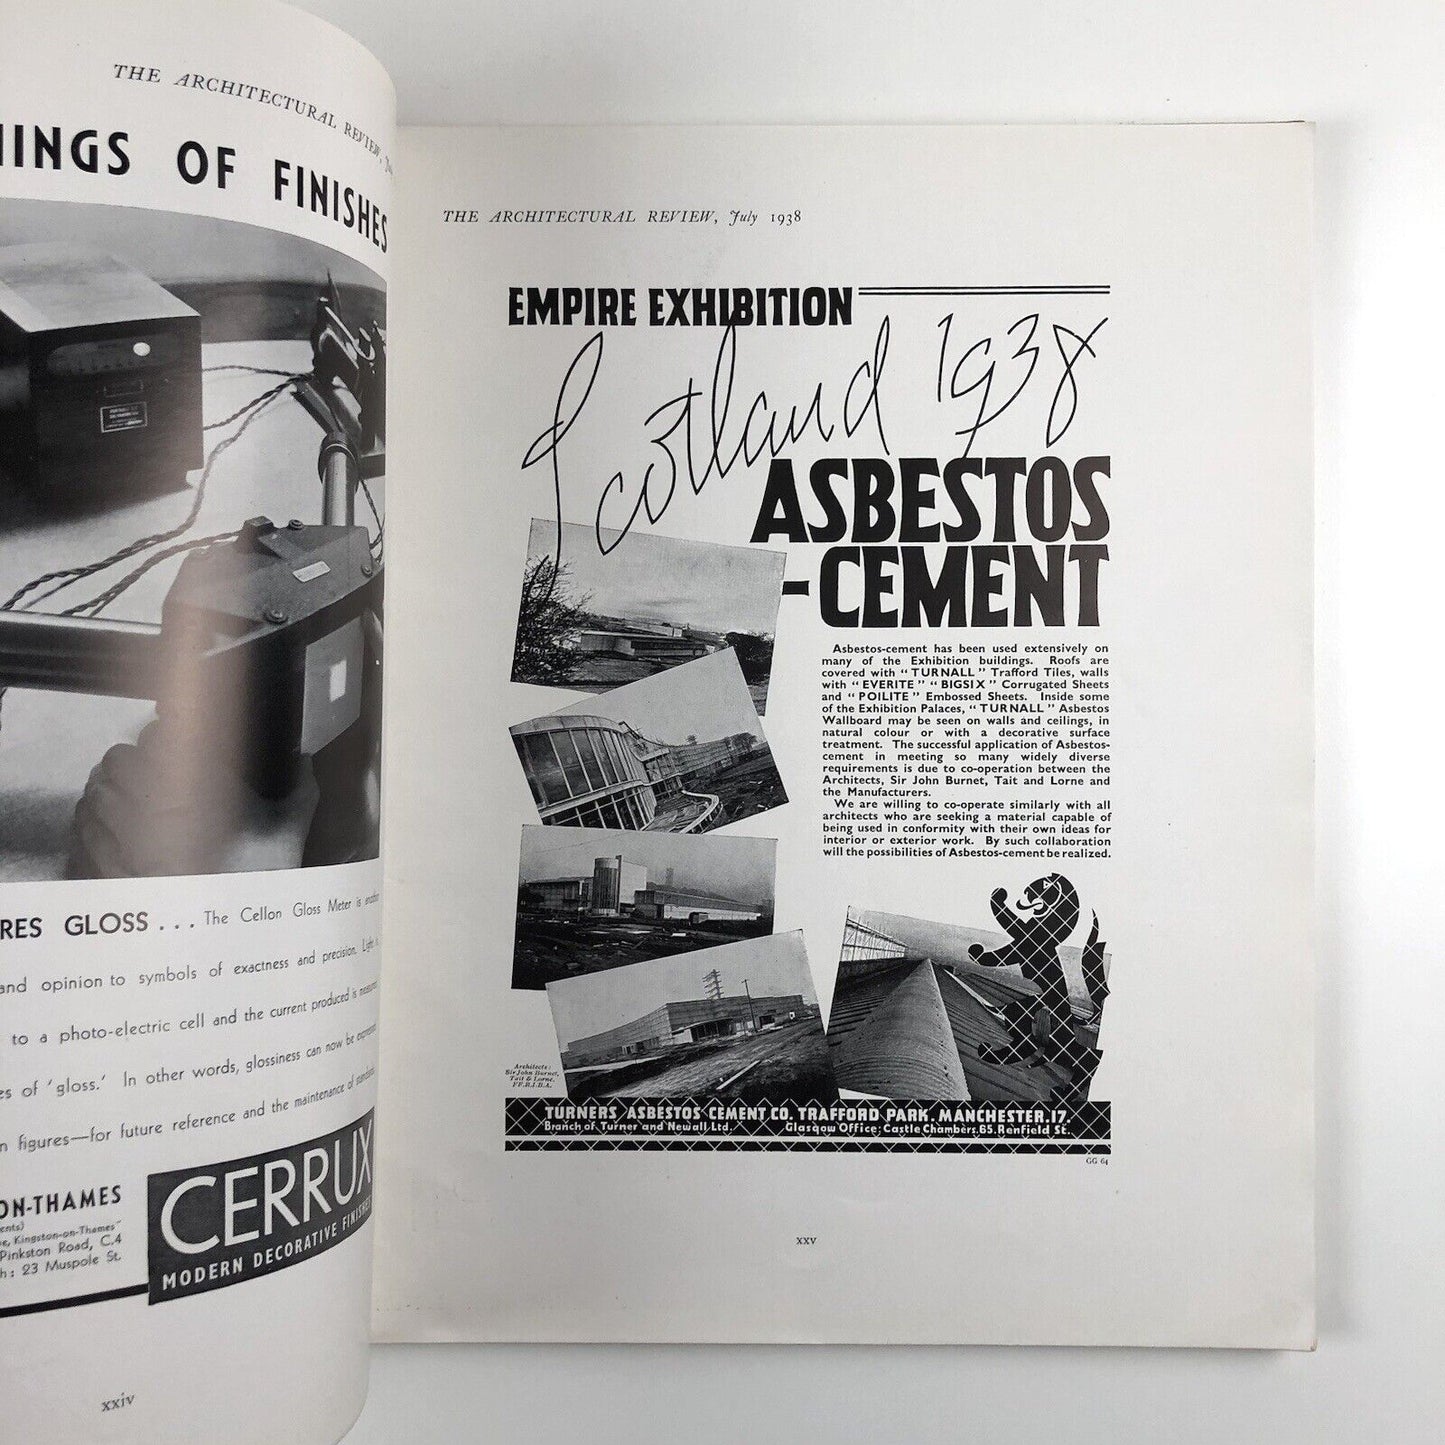 THE ARCHITECTURAL REVIEW,
OF FINISHES
RES GLOSS ... The Cellon Gloss Meter is another
and opinion to symbols of exactness and precision. Light is
to a photo-electric cell and the current produced is measured
of 'gloss.' In other words, glossiness can now be expressed
figures—for future reference and the maintenance of standards.
ON-THAMES
Kingston-on-Thames"
Pinkston Road, C.4
h: 23 Muspole St.
CERRUX
MODERN DECORATIVE FINISHES
xxiv
THE ARCHITECTURAL REVIEW, July 1938
EMPIRE EXHIBITION
Scotland 1938
ASBESTOS
-CEMENT
Asbestos-cement has been used extensively on
many of the Exhibition buildings. Roofs are
covered with "TURNALL" Trafford Tiles, walls
with "EVERITE" "BIGSIX" Corrugated Sheets
and "POILITE" Embossed Sheets. Inside some
of the Exhibition Palaces, "TURNALL" Asbestos
Wallboard may be seen on walls and ceilings, in
natural colour or with a decorative surface
treatment. The successful application of Asbestos-
cement in meeting so many widely diverse
requirements is due to co-operation between the
Architects, Sir John Burnet, Tait and Lorne and
the Manufacturers.
We are willing to co-operate similarly with all
architects who are seeking a material capable of
being used in conformity with their own ideas for
interior or exterior work. By such collaboration
will the possibilities of Asbestos-cement be realized.
Architects:
Sir John Burnet,
Tait & Lorne,
FF.R.I.B.A.
TURNERS ASBESTOS CEMENT CO. TRAFFORD PARK. MANCHESTER.17.
Branch of Turner and Newall Ltd. Glasgow Office: Castle Chambers. 65. Renfield St.
GG 64
xxv